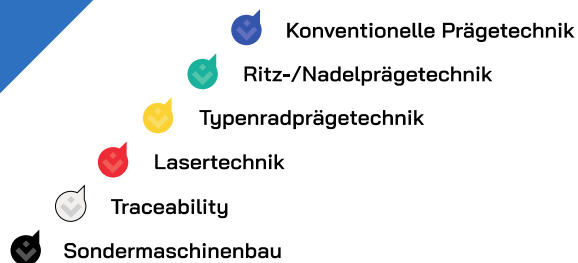 Konventionelle Prägetechnik
Ritz-/Nadelprägetechnik
Typenradprägetechnik
Lasertechnik
Traceability
Sondermaschinenbau